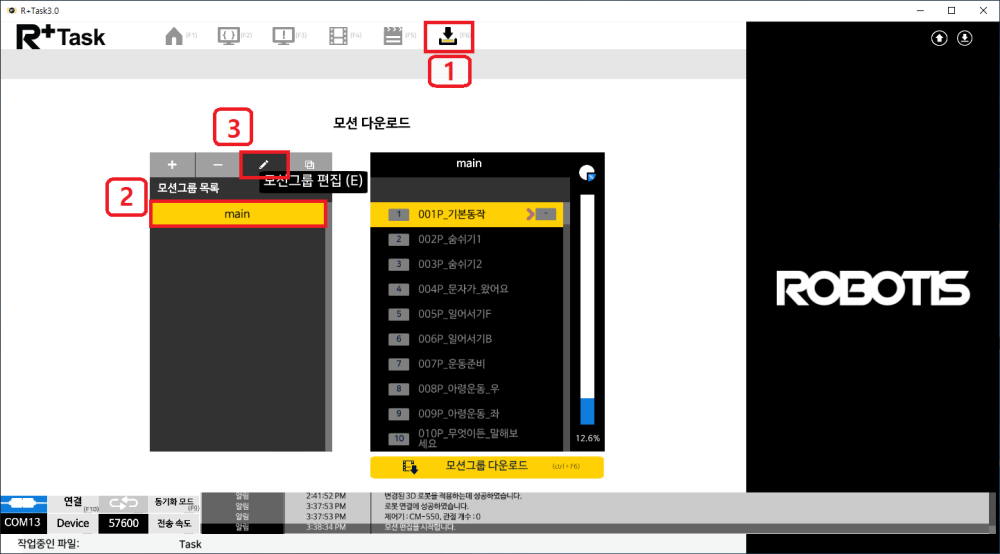 R+Task3.0
R+Task
(F1)
(F2)
(F3)
(F4)
(F5)
(F6)
1
모션 다운로드
3
+
−
모션그룹 편집 (E)
2
모션그룹 목록
main
main
1 001P_기본동작
2 002P_숨쉬기1
3 003P_숨쉬기2
4 004P_문자가_왔어요
5 005P_일어서기F
6 006P_일어서기B
7 007P_운동준비
8 008P_아령운동_우
9 009P_아령운동_좌
10 010P_무엇이든_말해보
세요
12.6%
모션그룹 다운로드 (ctrl + F6)
ROBOTIS
연결 (F10)
동기화 모드 (F9)
COM13 Device 57600 전송 속도
알림 2:41:52 PM 변경된 3D 로봇을 적용하는데 성공하였습니다.
알림 3:37:53 PM 로봇 연결에 성공하였습니다.
알림 3:37:53 PM 제어기 : CM-550, 관절 개수 : 0
알림 3:38:34 PM 모션 편집을 시작합니다.
작업중인 파일: Task